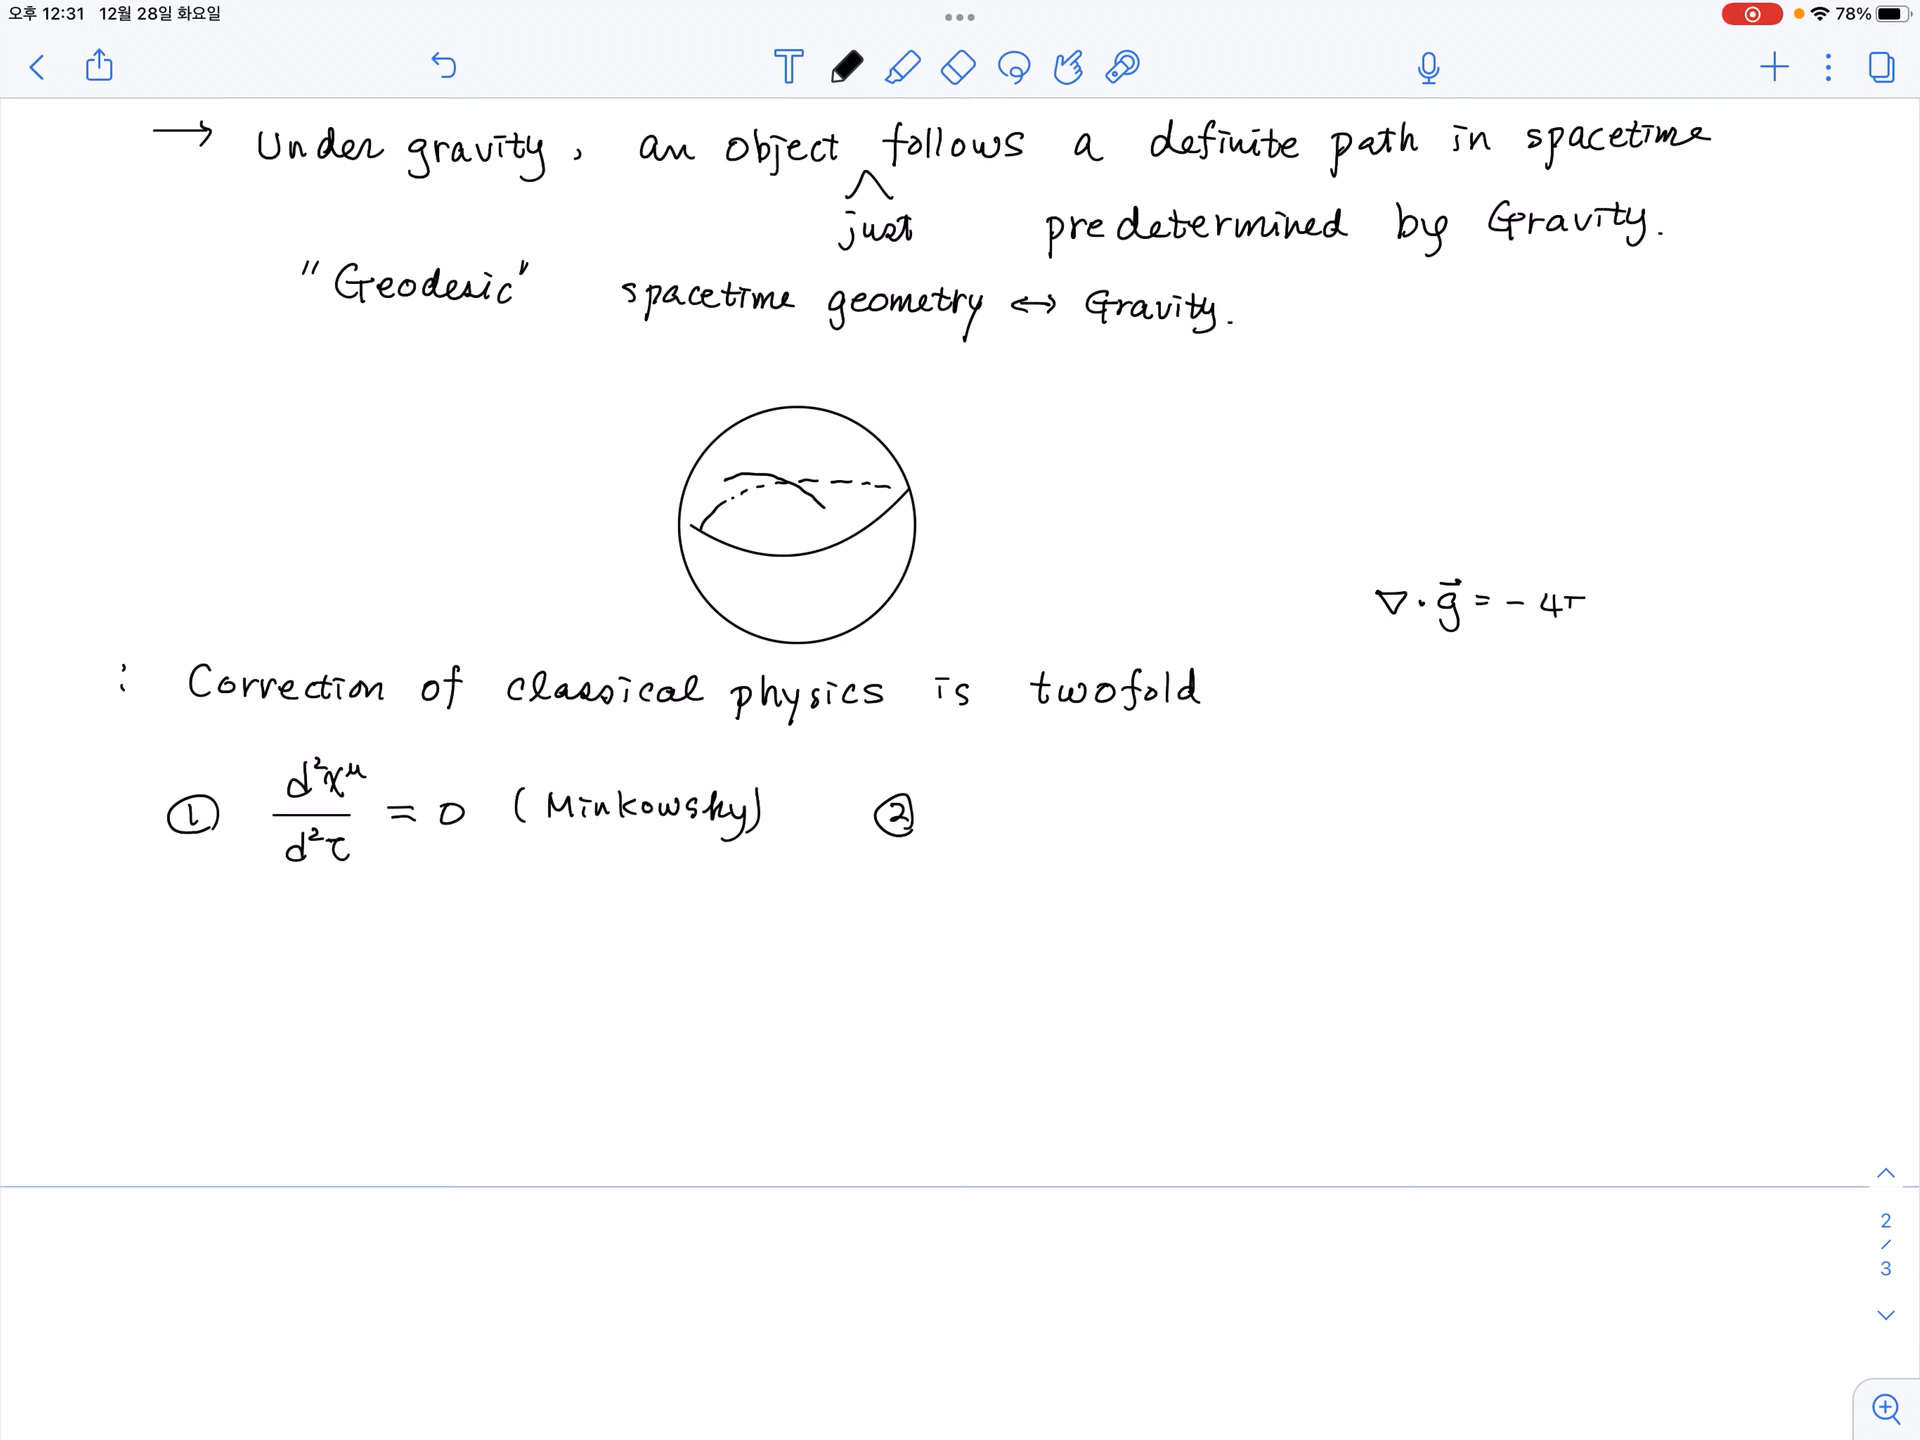 오후 12:31 12월 28일 화요일
78%
→ Under gravity, an object follows a definite path in spacetime
just predetermined by Gravity.
"Geodesic" spacetime geometry ↔ Gravity.
∇·g⃗ = - 4π
: Correction of classical physics is twofold
① d²x^μ/d²τ = 0 (Minkowsky) ②
2
/
3